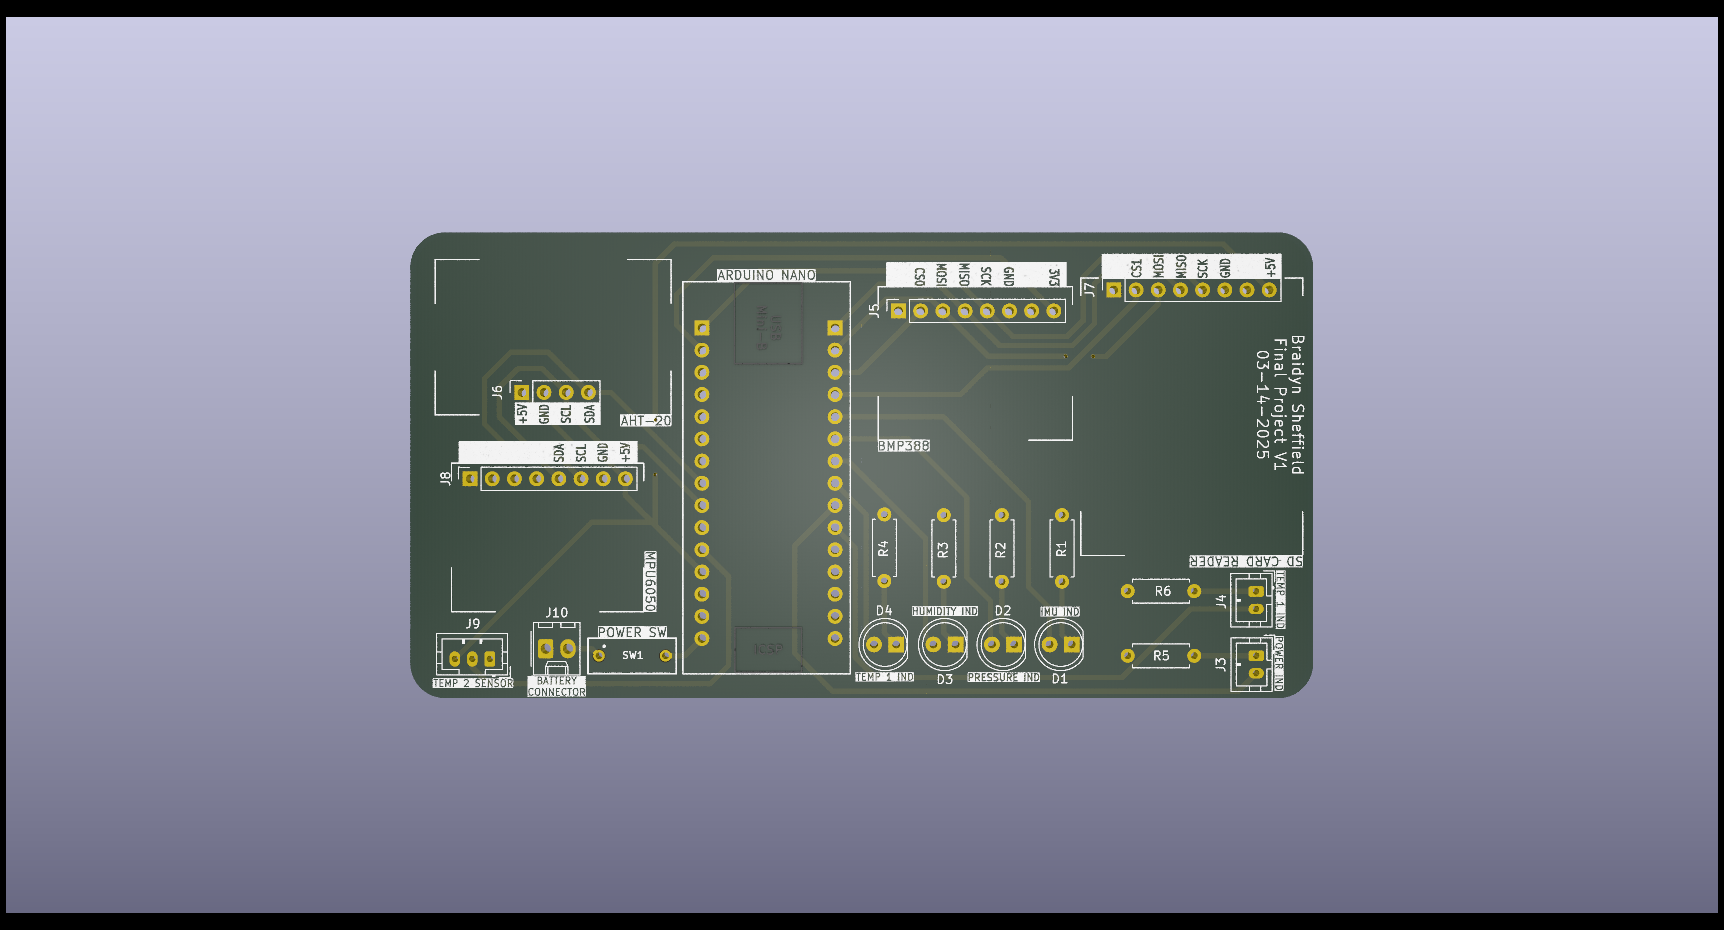 ARDUINO NANO
USB
Mini-B
ICSP
J6
+5V
GND
SCL
SDA
AHT-20
J8
SDA
SCL
GND
+5V
MPU6050
J9
TEMP 2 SENSOR
J10
BATTERY
CONNECTOR
POWER SW
SW1
J5
CS0
MOSI
MISO
SCK
GND
3V3
BMP388
J7
CS1
MOSI
MISO
SCK
GND
+5V
Braidyn Sheffield
Final Project V1
03-14-2025
SD CARD READER
R4
R3
R2
R1
D4
HUMIDITY IND
D2
IMU IND
TEMP 1 IND
D3
PRESSURE IND
D1
R6
J4
TEMP 1 IND
R5
J3
POWER IND